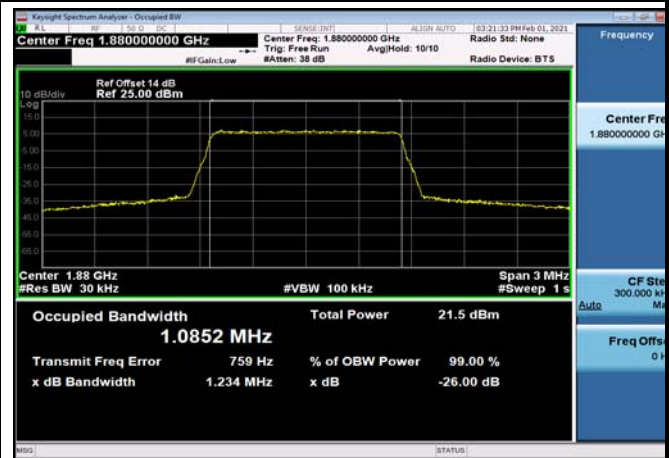 Keysight Spectrum Analyzer - Occupied BW
RL RF 50 Ω DC SENSE:INT ALIGN AUTO 03:21:33 PM Feb 01, 2021
Center Freq 1.880000000 GHz
Center Freq: 1.880000000 GHz
Radio Std: None
Trig: Free Run Avg|Hold: 10/10
#IFGain:Low #Atten: 38 dB Radio Device: BTS
Frequency
Ref Offset 14 dB
10 dB/div Ref 25.00 dBm
Log
15.0
5.00
-5.00
-15.0
-25.0
-35.0
-45.0
-55.0
-65.0
Center 1.88 GHz Span 3 MHz
#Res BW 30 kHz #VBW 100 kHz #Sweep 1 s
Occupied Bandwidth Total Power 21.5 dBm
1.0852 MHz
Transmit Freq Error 759 Hz % of OBW Power 99.00 %
x dB Bandwidth 1.234 MHz x dB -26.00 dB
Center Fre
1.880000000 GH
CF Ste
300.000 kH
Auto Ma
Freq Offs
0 H
MSG STATUS